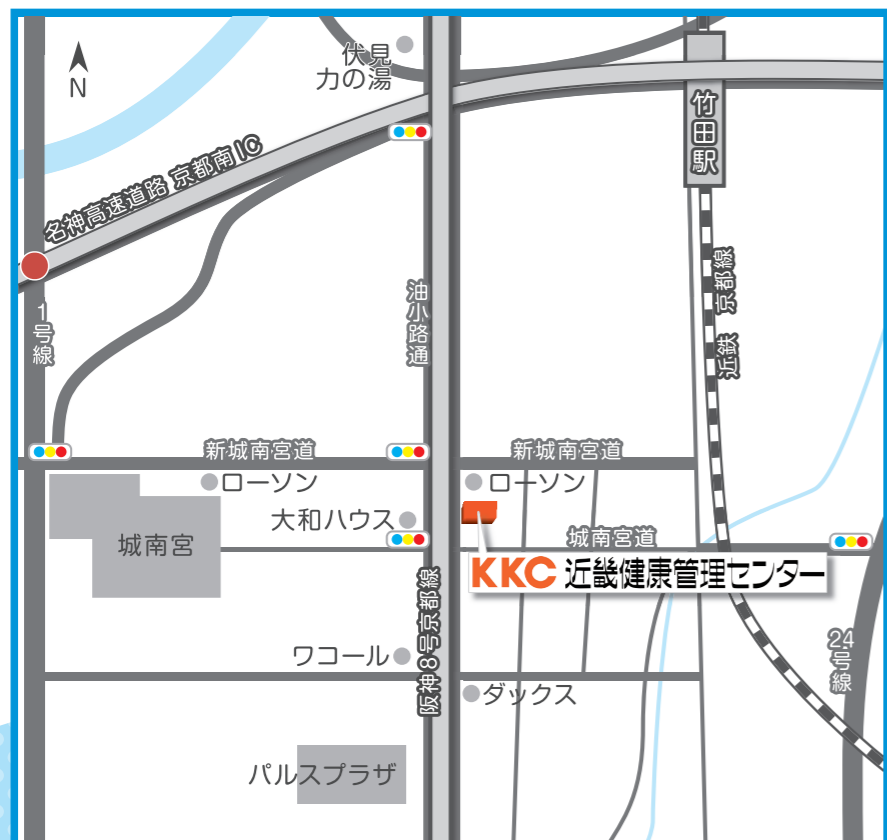 伏見
力の湯
N
竹田駅
名神高速道路 京都南IC
1号線
油小路通
近鉄 京都線
新城南宮道
新城南宮道
ローソン
ローソン
大和ハウス
城南宮
城南宮道
KKC 近畿健康管理センター
阪神8号京都線
ワコール
24号線
ダックス
パルスプラザ